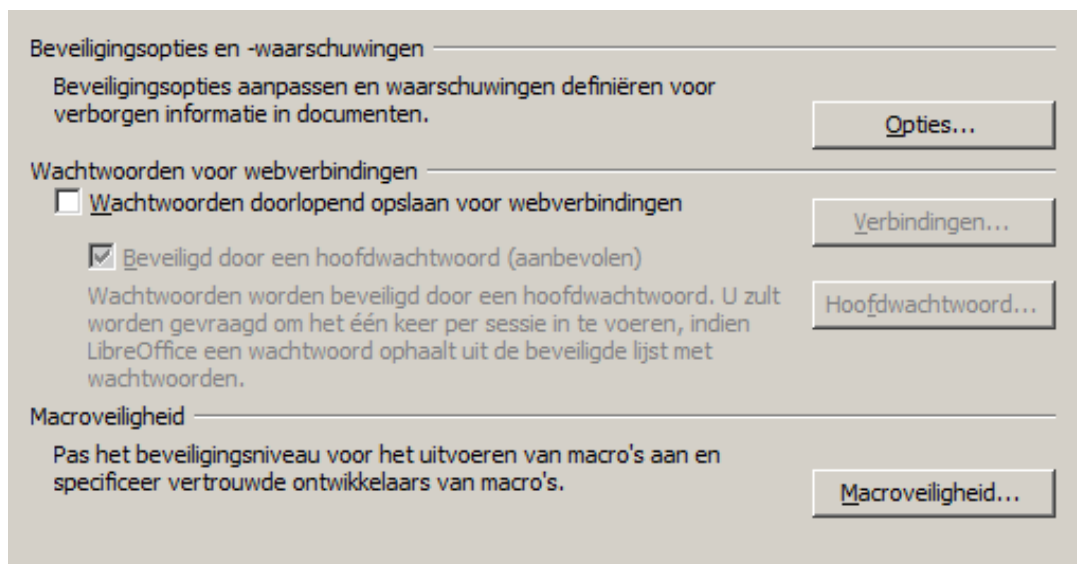 Beveiligingsopties en -waarschuwingen
Beveiligingsopties aanpassen en waarschuwingen definiëren voor
verborgen informatie in documenten.
Opties...
Wachtwoorden voor webverbindingen
Wachtwoorden doorlopend opslaan voor webverbindingen
Verbindingen...
Beveiligd door een hoofdwachtwoord (aanbevolen)
Wachtwoorden worden beveiligd door een hoofdwachtwoord. U zult
worden gevraagd om het één keer per sessie in te voeren, indien
LibreOffice een wachtwoord ophaalt uit de beveiligde lijst met
wachtwoorden.
Hoofdwachtwoord...
Macroveiligheid
Pas het beveiligingsniveau voor het uitvoeren van macro's aan en
specificeer vertrouwde ontwikkelaars van macro's.
Macroveiligheid...